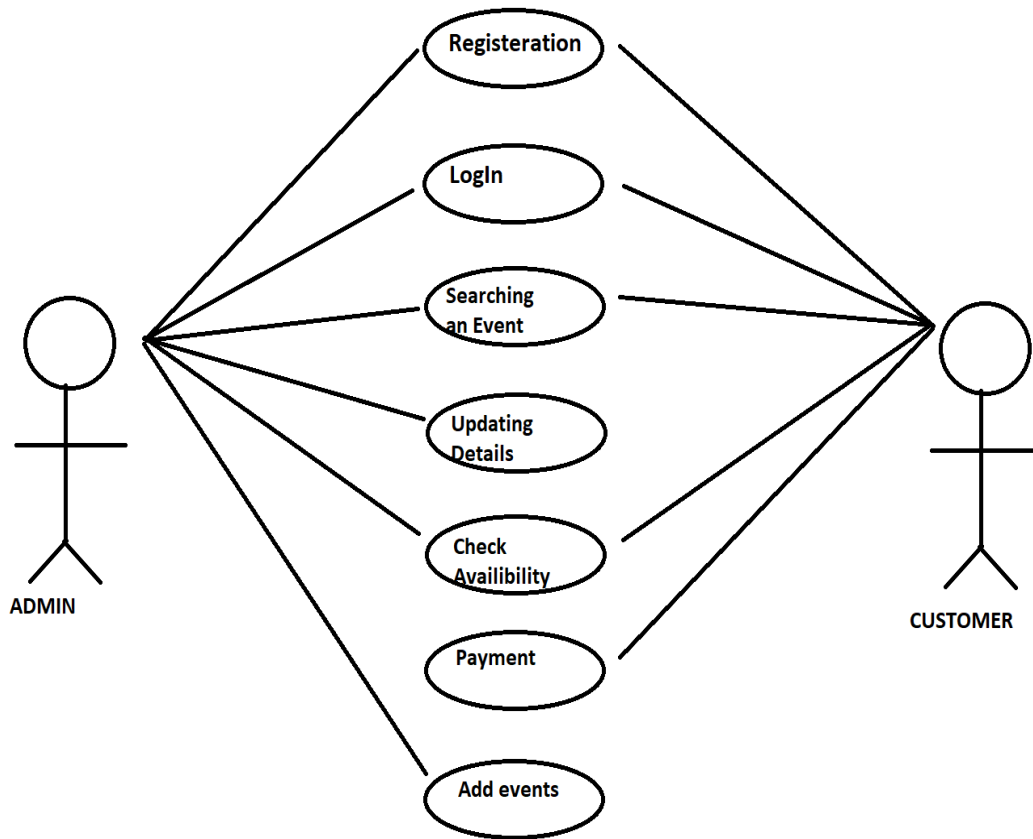 Registeration
LogIn
Searching
an Event
Updating
Details
Check
Availibility
ADMIN
CUSTOMER
Payment
Add events